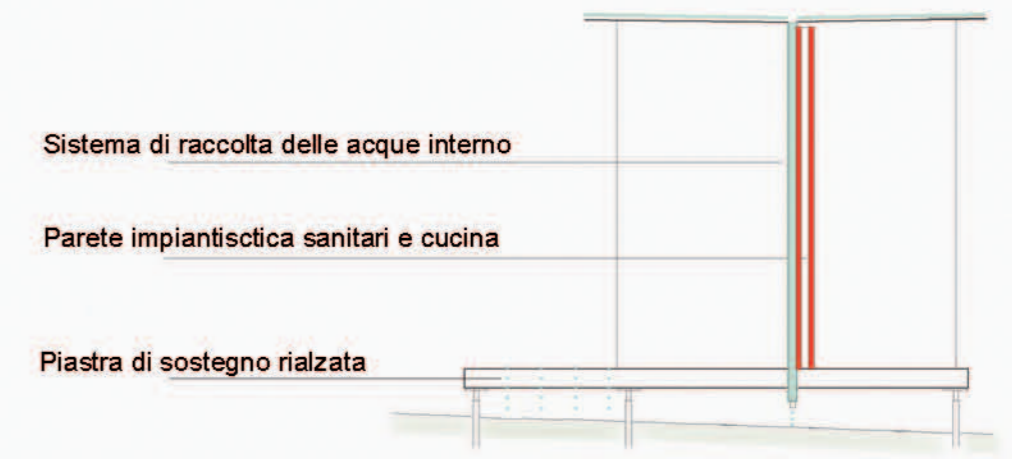 Sistema di raccolta delle acque interno
Parete impiantisctica sanitari e cucina
Piastra di sostegno rialzata